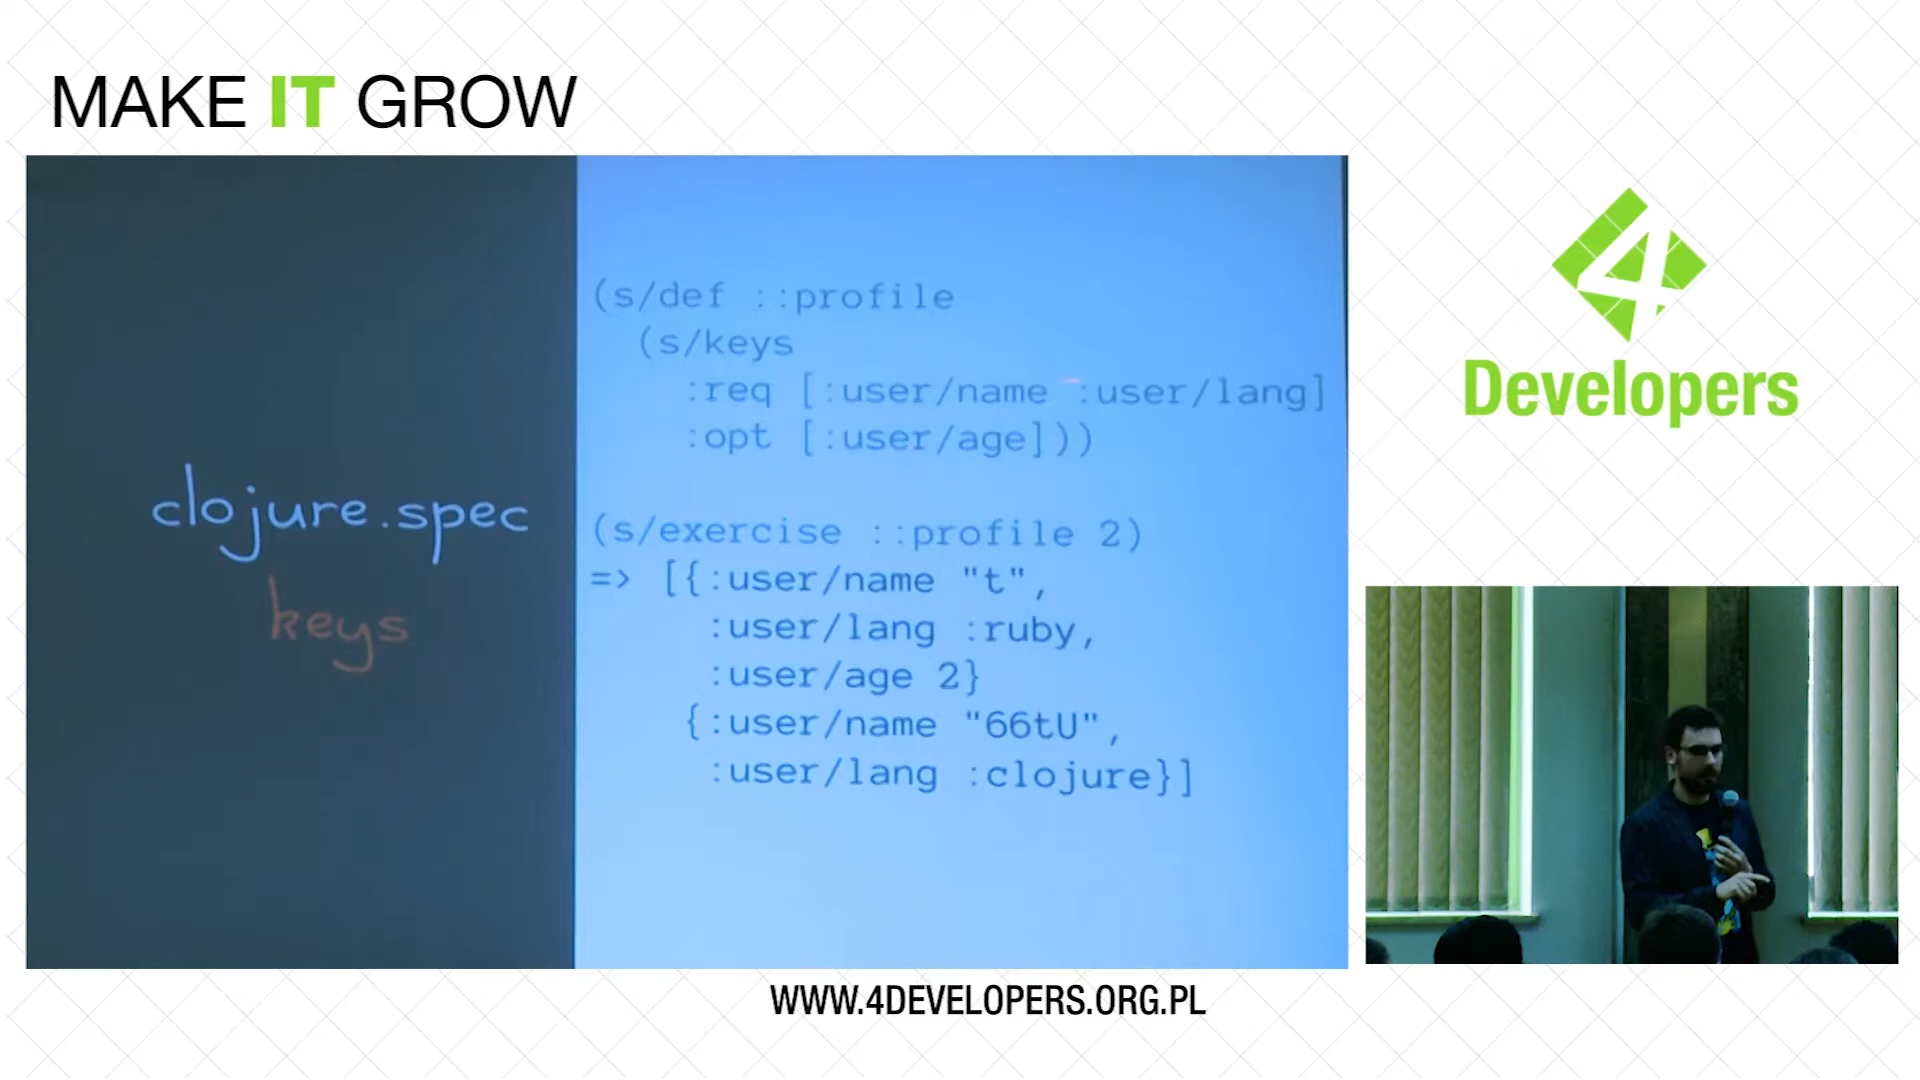 MAKE IT GROW
clojure.spec
keys
(s/def ::profile
(s/keys
:req [:user/name :user/lang]
:opt [:user/age]))
(s/exercise ::profile 2)
=> [{:user/name "t",
:user/lang :ruby,
:user/age 2}
{:user/name "66tU",
:user/lang :clojure}]
4
Developers
WWW.4DEVELOPERS.ORG.PL